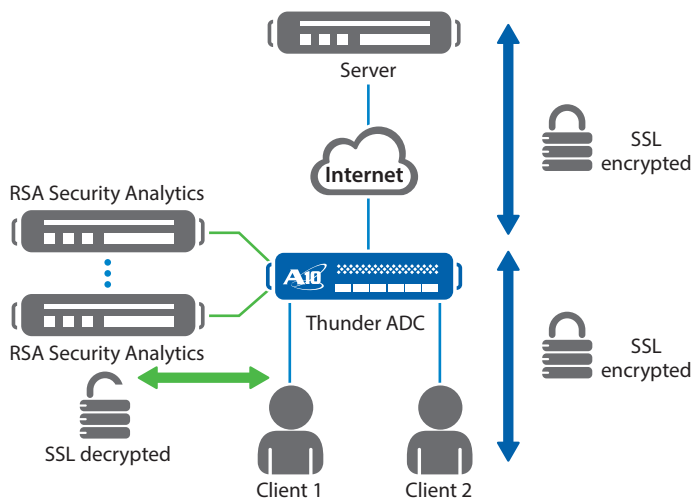 Server
Internet
SSL
encrypted
RSA Security Analytics
A10
Thunder ADC
RSA Security Analytics
SSL
encrypted
SSL decrypted
Client 1
Client 2